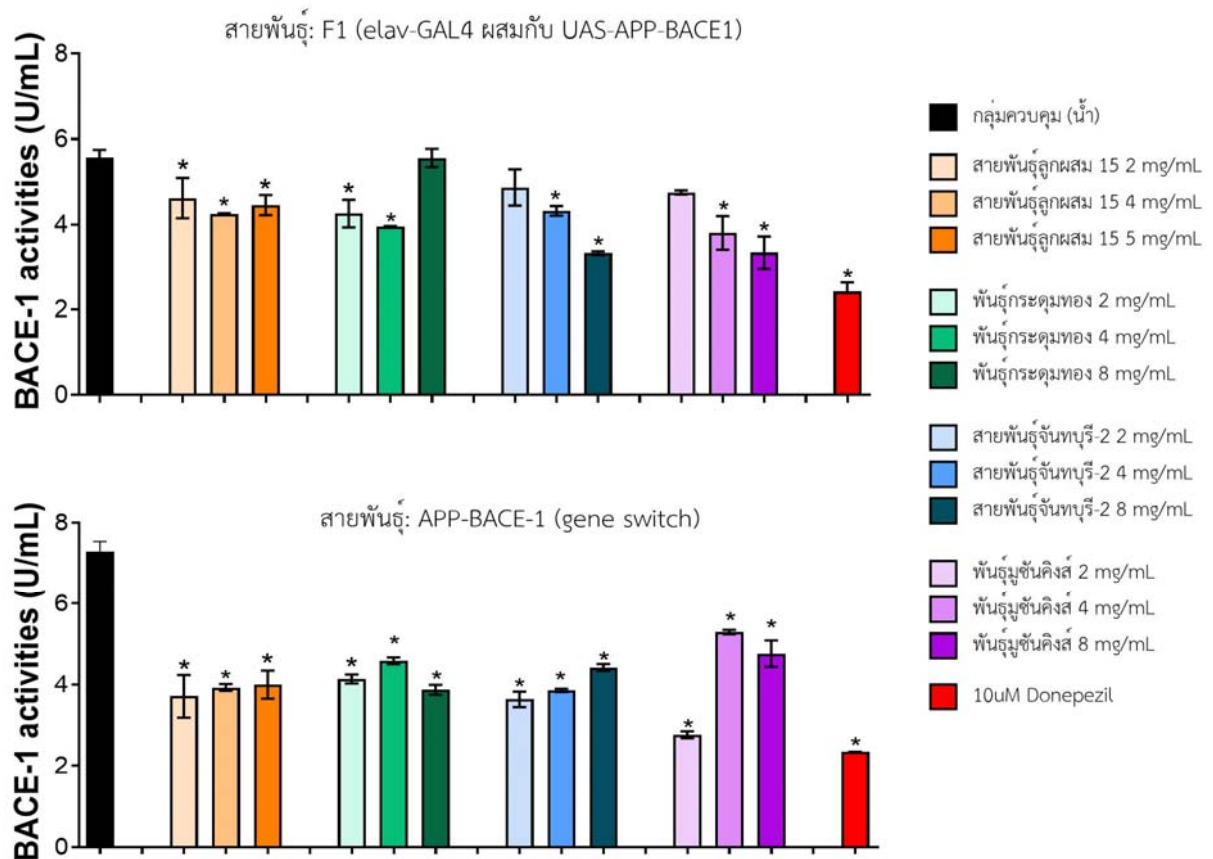 สายพันธุ์: F1 (elav-GAL4 ผสมกับ UAS-APP-BACE1)
BACE-1 activities (U/mL)
8
6
4
2
0
* * * * * * * * * *
สายพันธุ์: APP-BACE-1 (gene switch)
BACE-1 activities (U/mL)
8
6
4
2
0
* * * * * * * * * * * * *
กลุ่มควบคุม (น้ำ)
สายพันธุ์ลูกผสม 15 2 mg/mL
สายพันธุ์ลูกผสม 15 4 mg/mL
สายพันธุ์ลูกผสม 15 5 mg/mL
พันธุ์กระดุมทอง 2 mg/mL
พันธุ์กระดุมทอง 4 mg/mL
พันธุ์กระดุมทอง 8 mg/mL
สายพันธุ์จันทบุรี-2 2 mg/mL
สายพันธุ์จันทบุรี-2 4 mg/mL
สายพันธุ์จันทบุรี-2 8 mg/mL
พันธุ์มูซันคิงส์ 2 mg/mL
พันธุ์มูซันคิงส์ 4 mg/mL
พันธุ์มูซันคิงส์ 8 mg/mL
10uM Donepezil